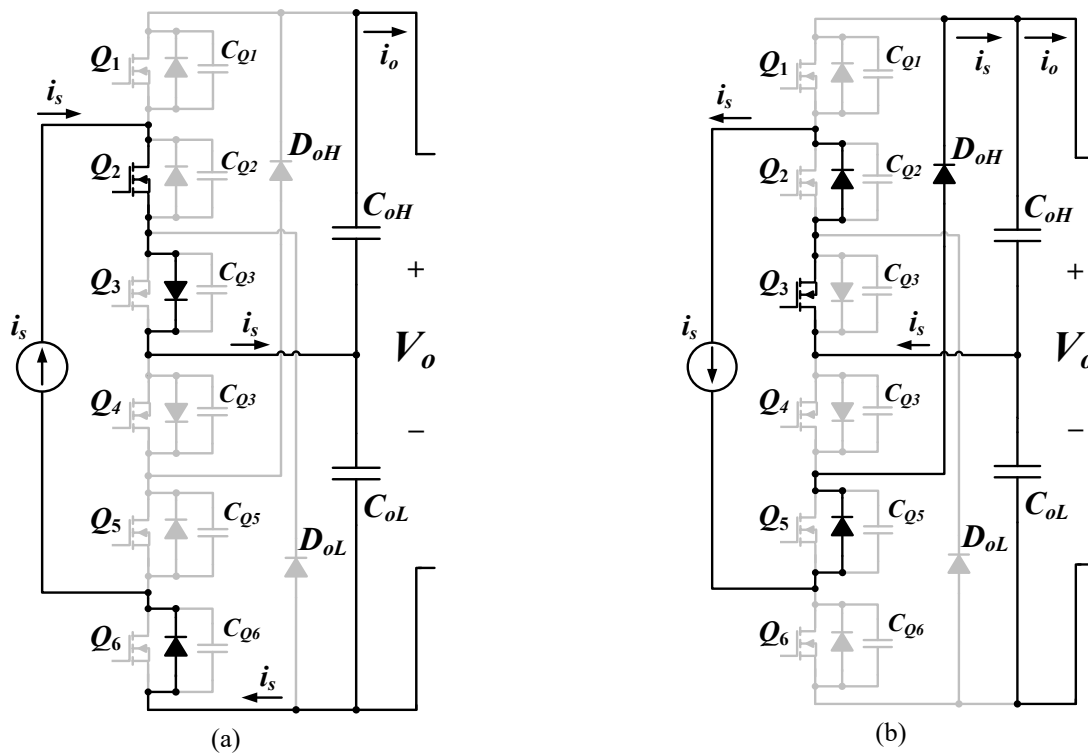 Q1
CQ1
is
io
Q2
CQ2
DoH
CoH
Q3
CQ3
+
is
is
Vo
Q4
CQ3
−
CoL
Q5
CQ5
DoL
Q6
CQ6
is
(a)
Q1
CQ1
is
io
is
Q2
CQ2
DoH
CoH
Q3
CQ3
+
is
is
Vo
Q4
CQ3
−
CoL
Q5
CQ5
DoL
Q6
CQ6
(b)